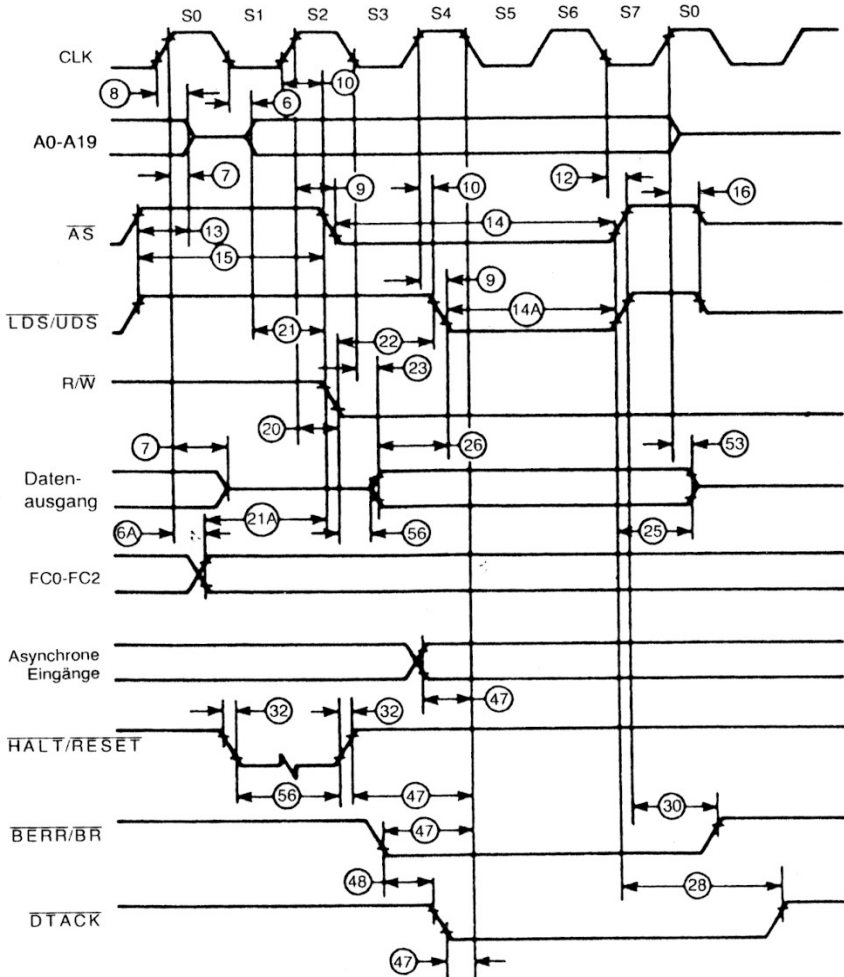 S0 S1 S2 S3 S4 S5 S6 S7 S0
CLK
8 6 10
A0-A19
7 9 10 12 16
AS
13 14
15
9
LDS/UDS
14A
21 22
23
R/W
20
7 26 53
Daten-
ausgang
6A 21A 56 25
FC0-FC2
Asynchrone
Eingänge
47
32 32
HALT/RESET
56 47
30
BERR/BR
47
48 28
DTACK
47